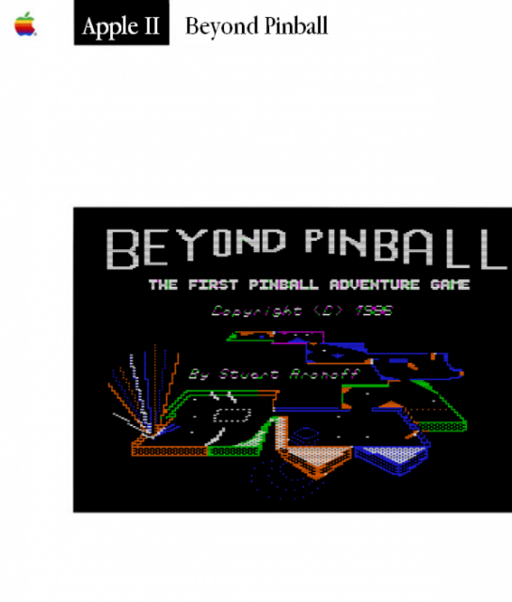 Apple II Beyond Pinball
BEYOND PINBALL
THE FIRST PINBALL ADVENTURE GAME
Copyright (C) 1986
By Stuart Aronoff